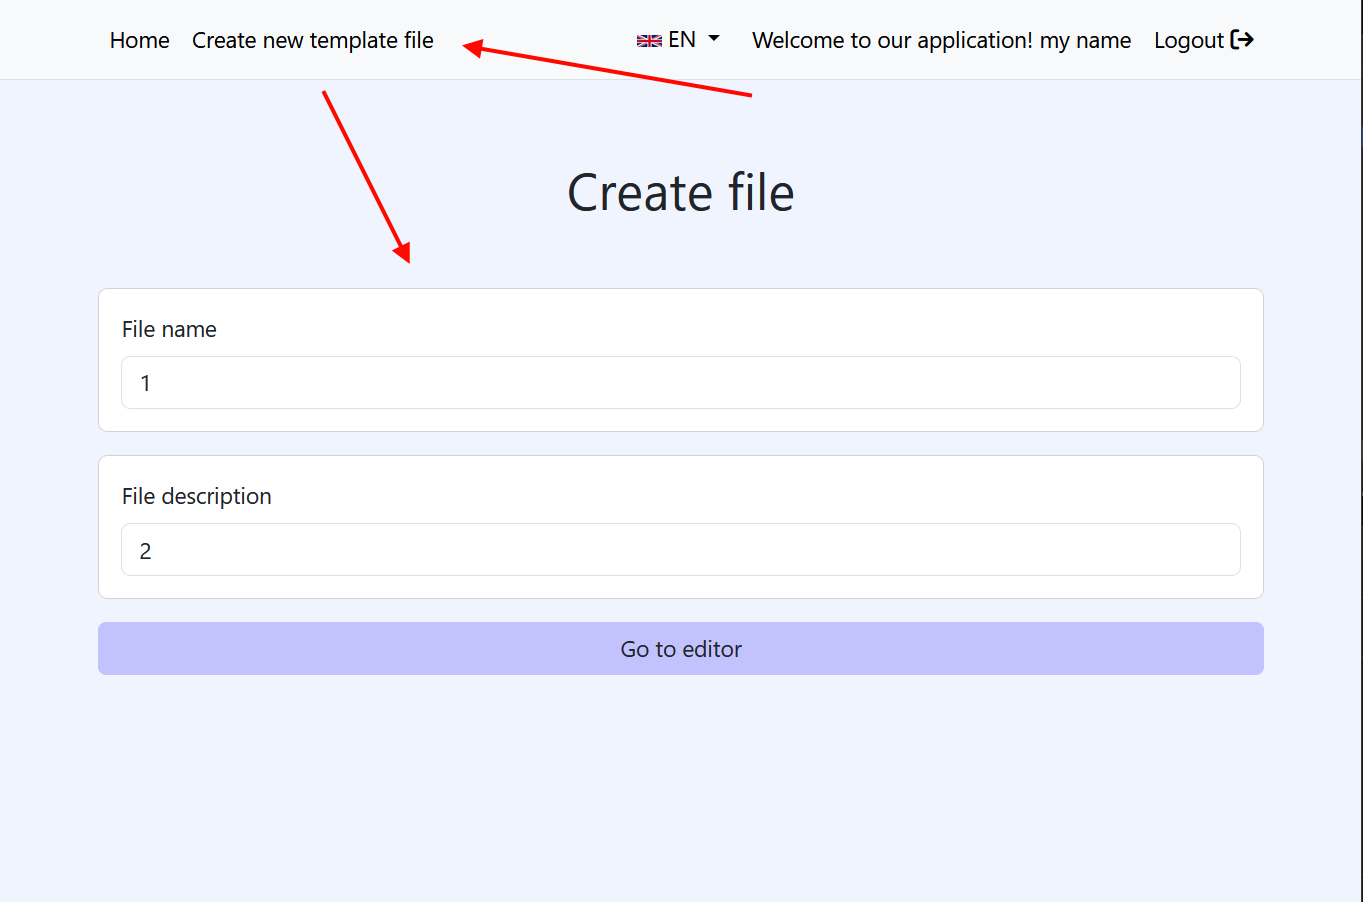 Home Create new template file EN Welcome to our application! my name Logout
Create file
File name
1
File description
2
Go to editor